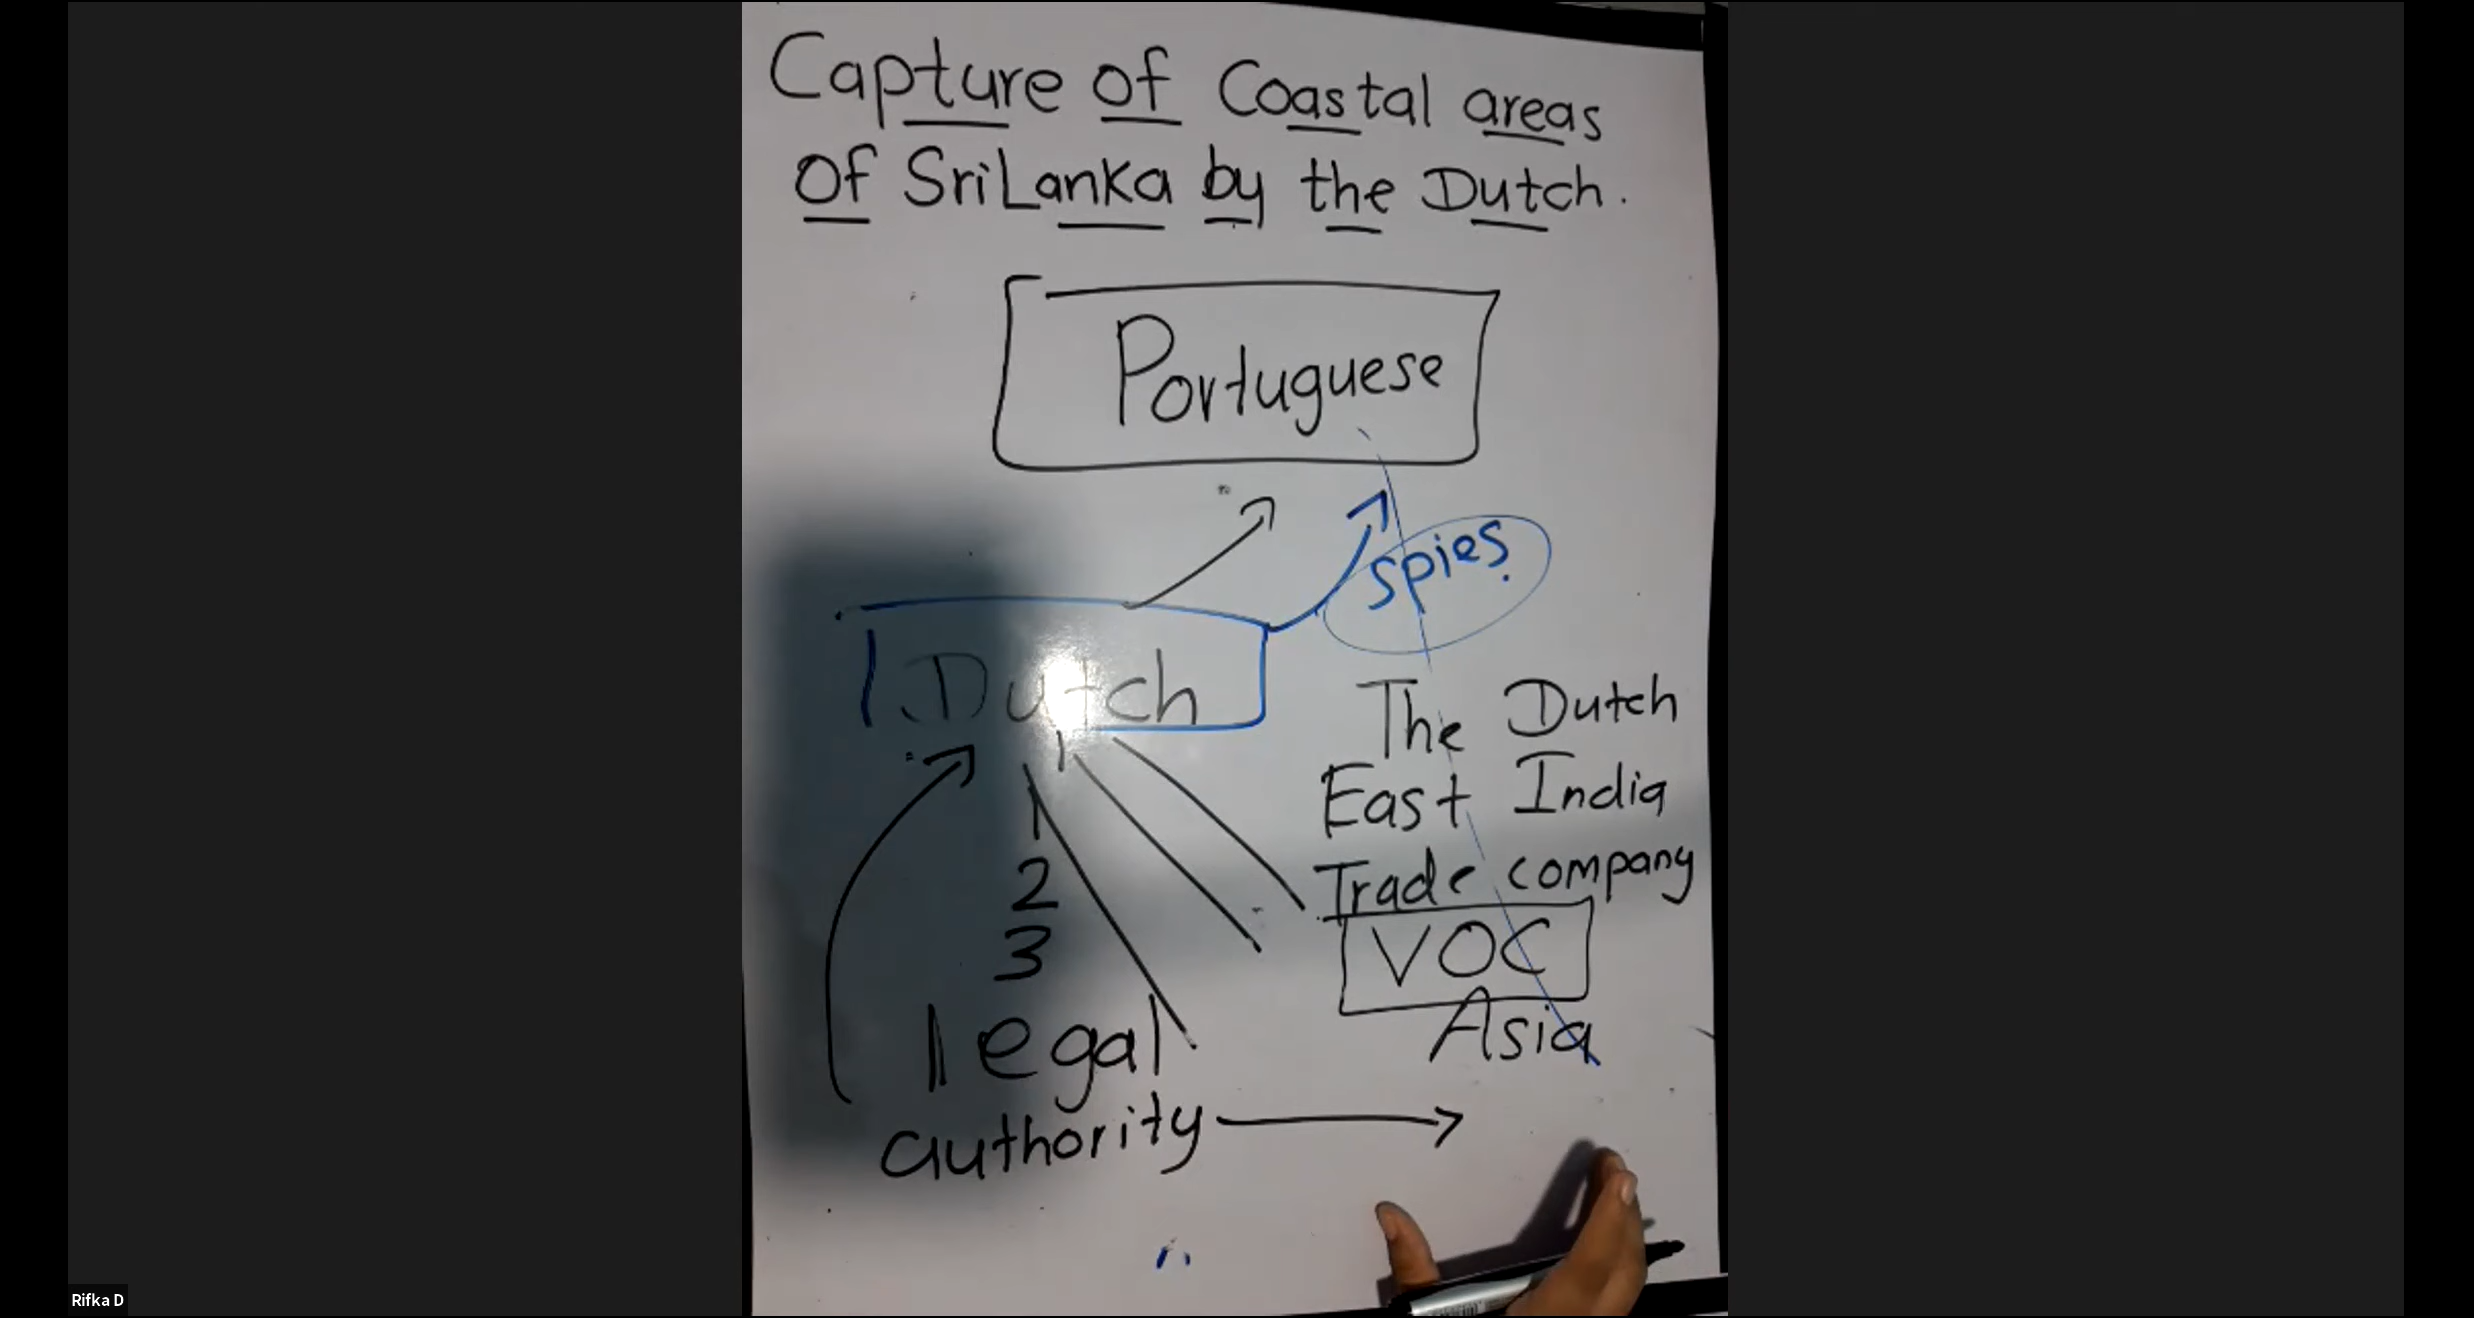 Capture of Coastal areas
of SriLanka by the Dutch.
Portuguese
spies.
Dutch
The Dutch
East India
Trade company
VOC
Asia
1
2
3
legal
authority
Rifka D